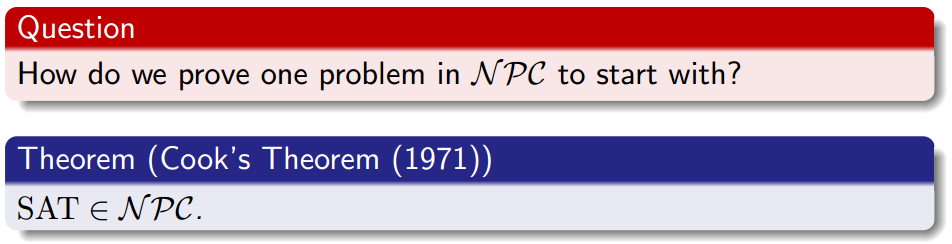 Question
How do we prove one problem in 𝒩𝒫𝒞 to start with?
Theorem (Cook's Theorem (1971))
SAT ∈ 𝒩𝒫𝒞.